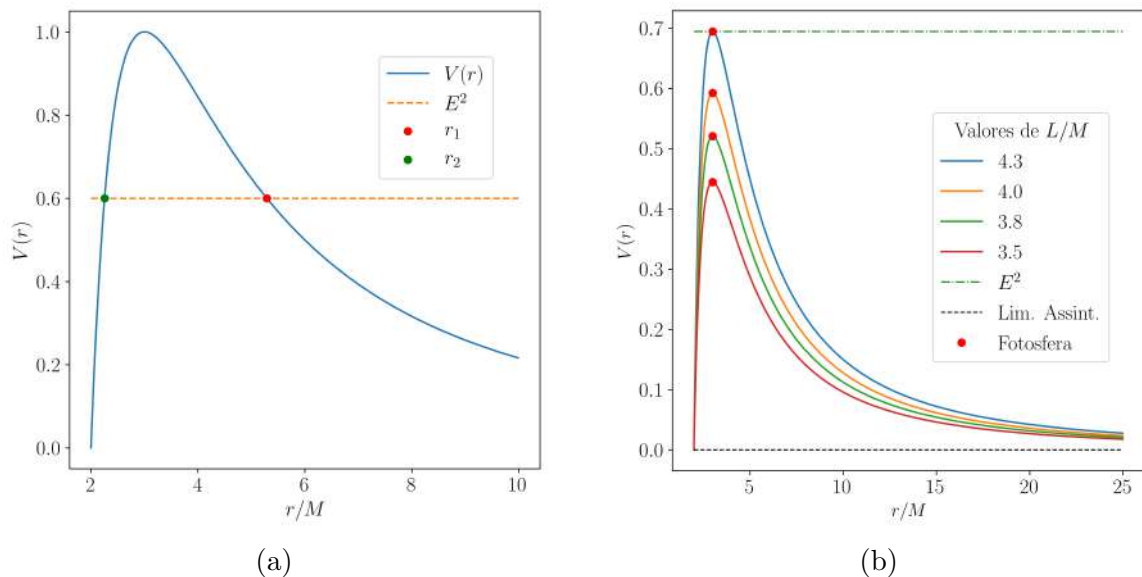 1.0
0.8
0.6
0.4
0.2
0.0
V(r)
2
4
6
8
10
r/M
V(r)
E²
r₁
r₂
(a)
0.7
0.6
0.5
0.4
0.3
0.2
0.1
0.0
V(r)
5
10
15
20
25
r/M
Valores de L/M
4.3
4.0
3.8
3.5
E²
Lim. Assint.
Fotosfera
(b)